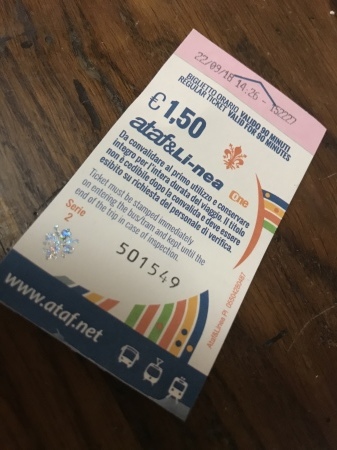 22/09/18 14.26 - 152227
BIGLIETTO ORARIO VALIDO 90 MINUTI
REGULAR TICKET VALID FOR 90 MINUTES
€ 1,50
ataf&Li-nea
one
Da convalidare al primo utilizzo e conservare
integro per l'intera durata del viaggio. Il titolo
non è cedibile dopo la convalida e deve essere
esibito su richiesta del personale di verifica.
Ticket must be stamped immediately
on entering the bus/tram and kept until the
end of the trip in case of inspection.
Serie
2
501549
www.ataf.net